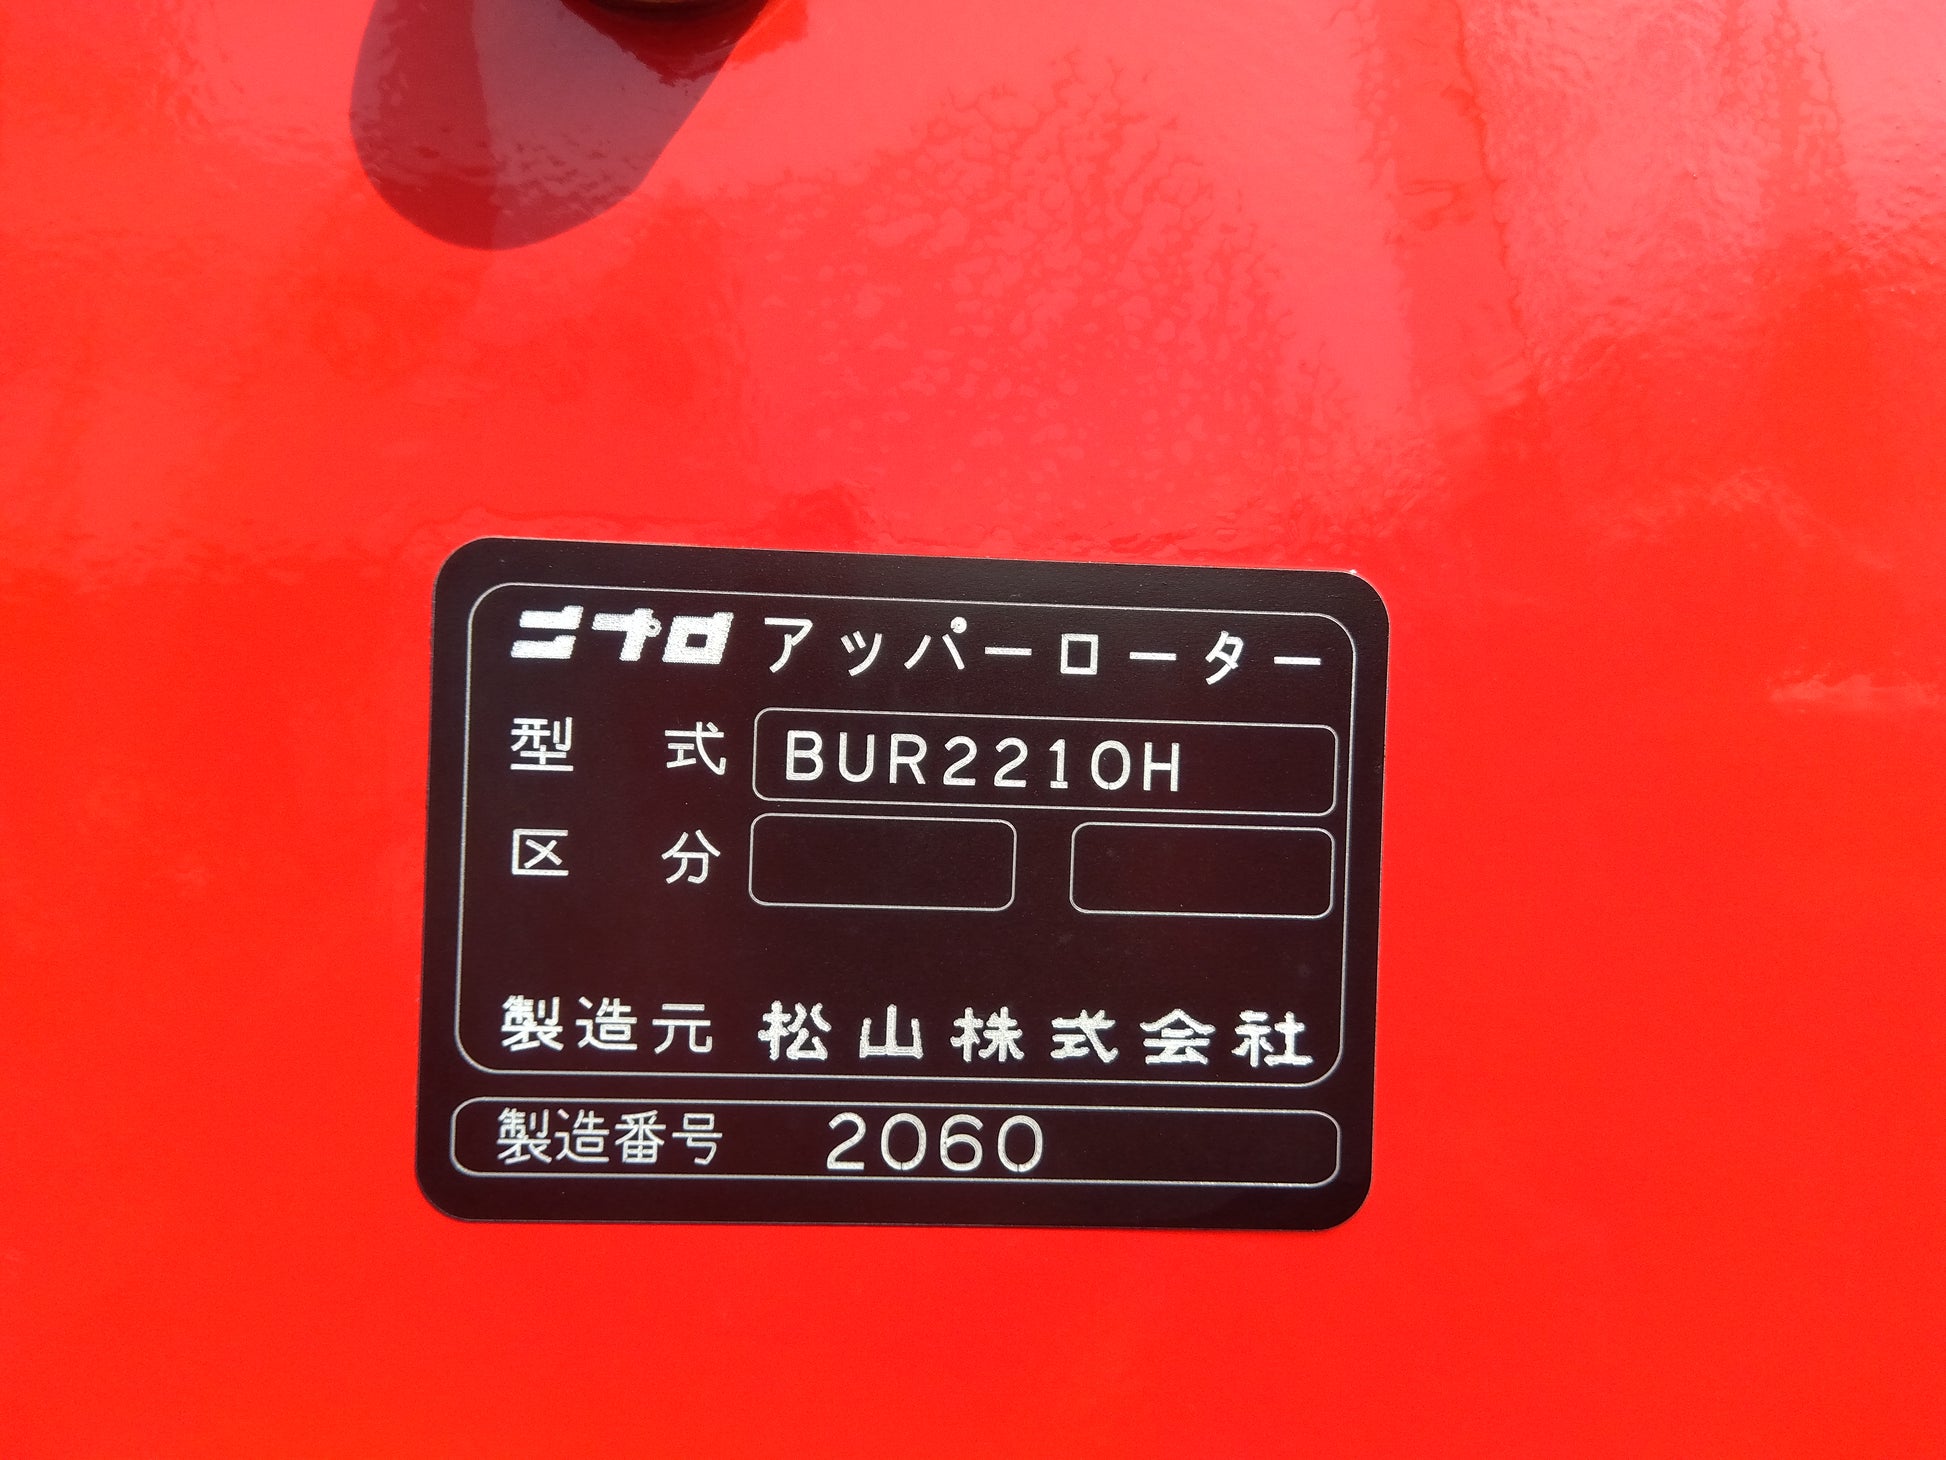 ニプロ アッパーローター
型式 BUR2210H
区分
製造元 松山株式会社
製造番号 2060